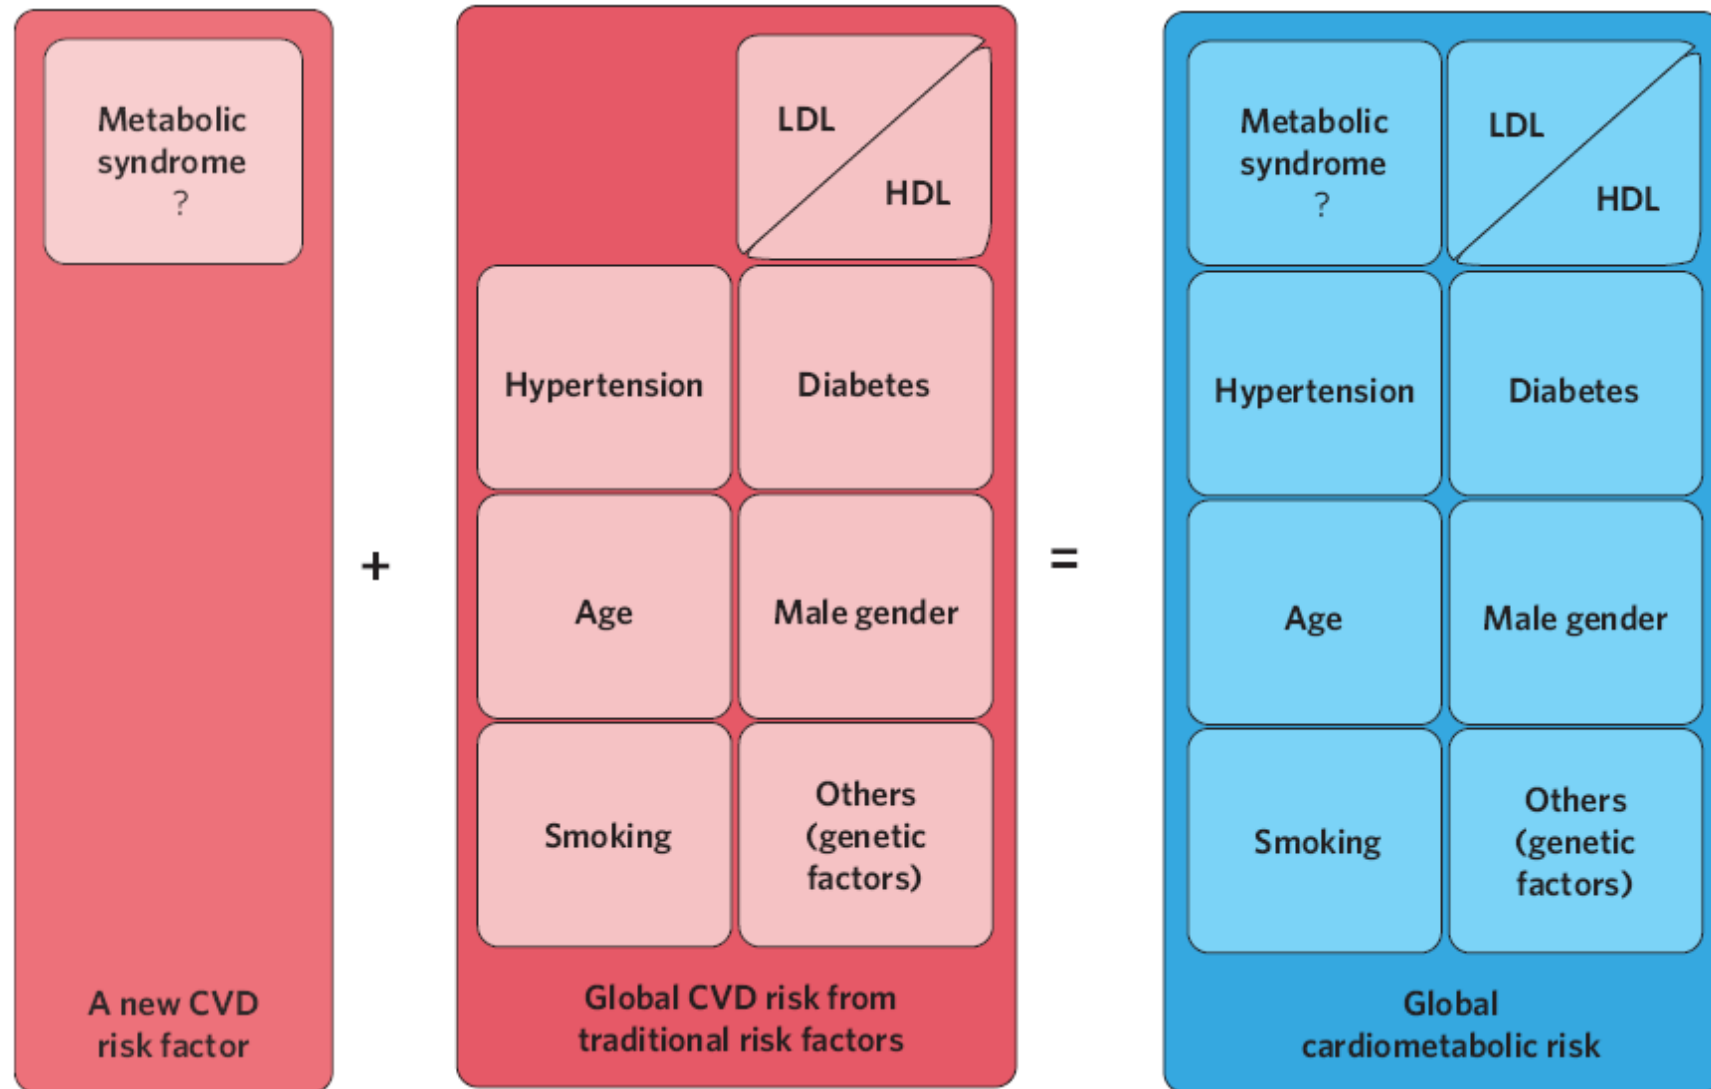 Metabolic
syndrome
?
A new CVD
risk factor
+
LDL
HDL
Hypertension
Diabetes
Age
Male gender
Smoking
Others
(genetic
factors)
Global CVD risk from
traditional risk factors
=
Metabolic
syndrome
?
LDL
HDL
Hypertension
Diabetes
Age
Male gender
Smoking
Others
(genetic
factors)
Global
cardiometabolic risk